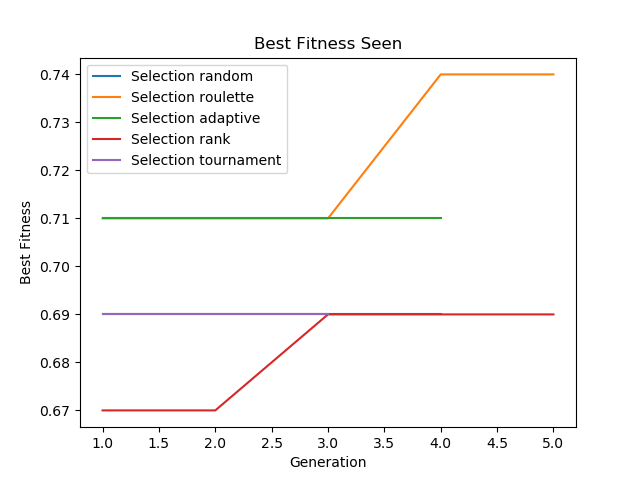 Best Fitness Seen
Selection random
Selection roulette
Selection adaptive
Selection rank
Selection tournament
0.74
0.73
0.72
0.71
0.70
0.69
0.68
0.67
Best Fitness
1.0 1.5 2.0 2.5 3.0 3.5 4.0 4.5 5.0
Generation